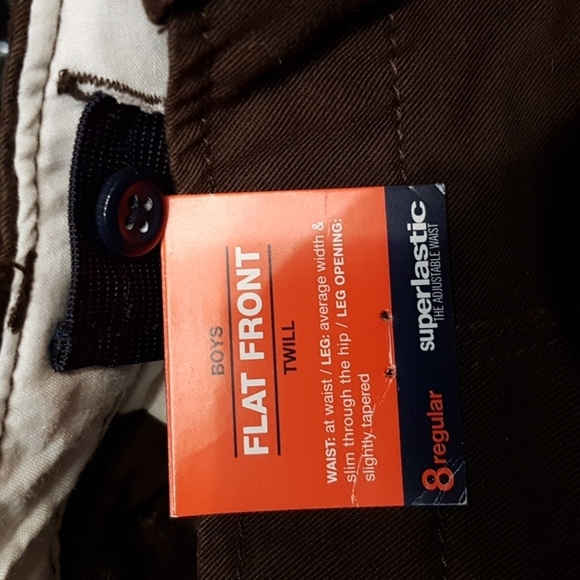 BOYS
FLAT FRONT
TWILL
WAIST: at waist / LEG: average width &
slim through the hip / LEG OPENING:
slightly tapered
8 regular
superlastic
THE ADJUSTABLE WAIST